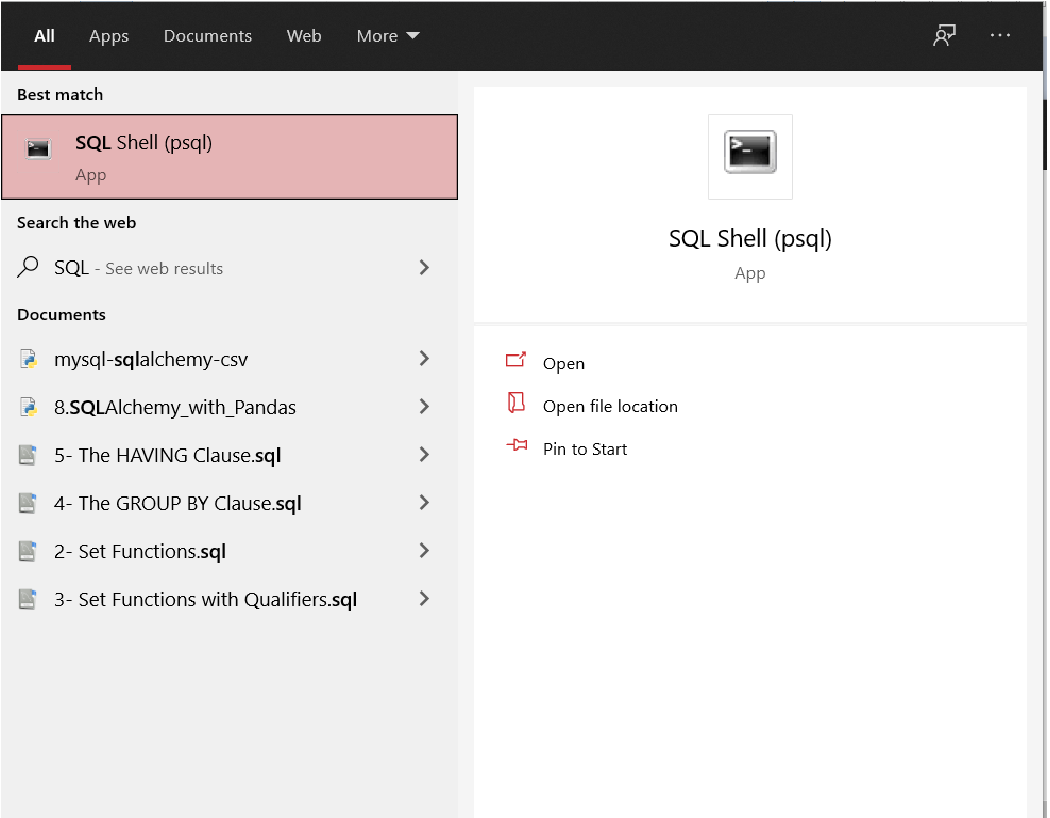 All Apps Documents Web More
Best match
SQL Shell (psql)
App
Search the web
SQL - See web results
Documents
mysql-sqlalchemy-csv
8.SQLAlchemy_with_Pandas
5- The HAVING Clause.sql
4- The GROUP BY Clause.sql
2- Set Functions.sql
3- Set Functions with Qualifiers.sql
SQL Shell (psql)
App
Open
Open file location
Pin to Start